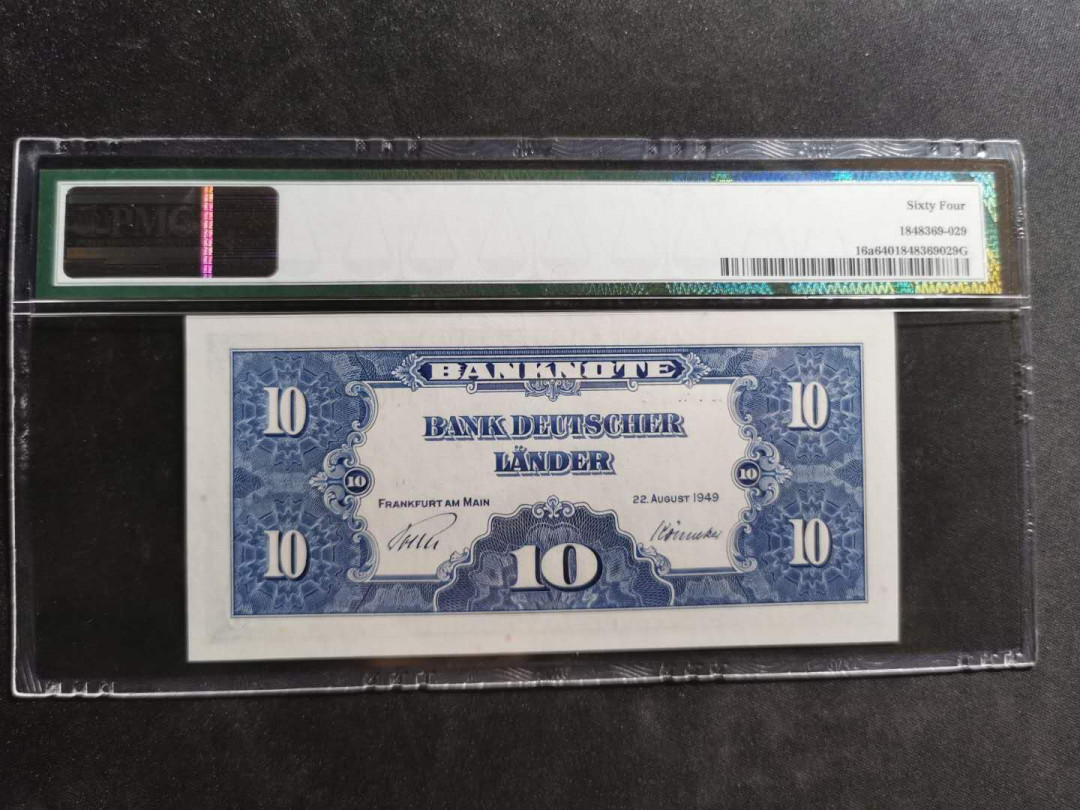 PMG
Sixty Four
1848369-029
16a6401848369029G
BANKNOTE
10 10
BANK DEUTSCHER
LÄNDER
10 10
FRANKFURT AM MAIN 22. AUGUST 1949
10 10 10